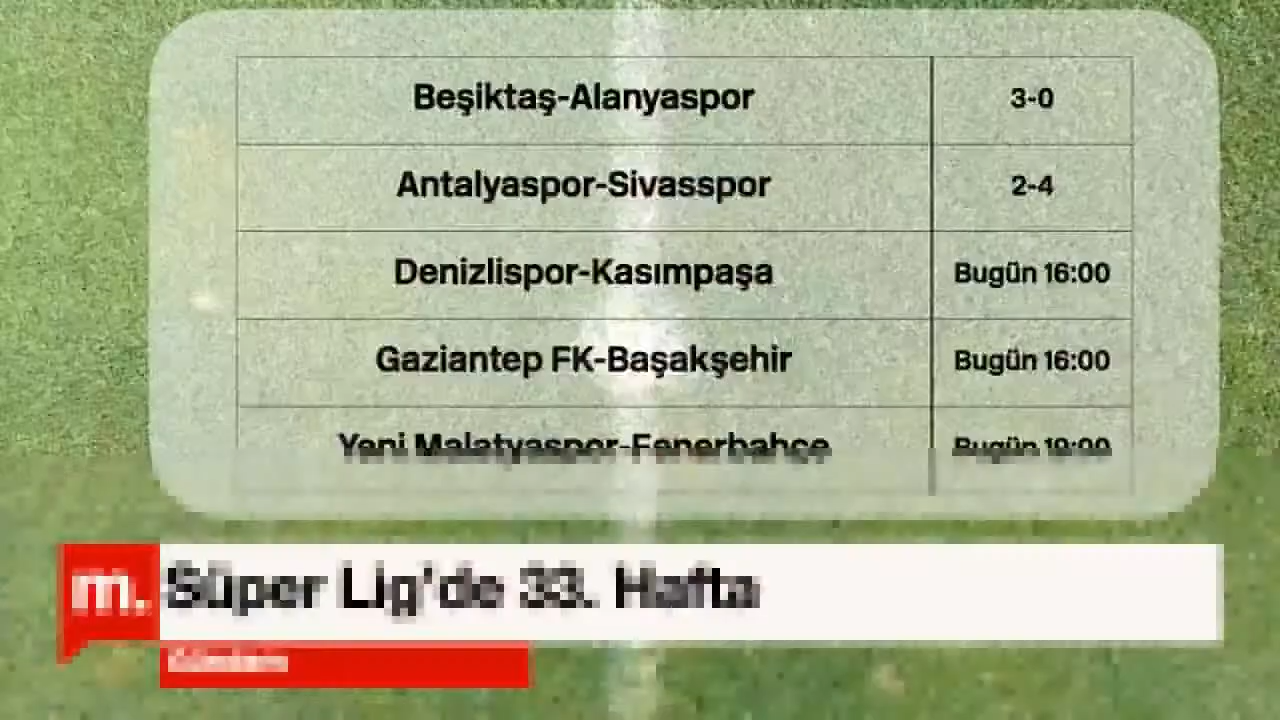 Beşiktaş-Alanyaspor 3-0
Antalyaspor-Sivasspor 2-4
Denizlispor-Kasımpaşa Bugün 16:00
Gaziantep FK-Başakşehir Bugün 16:00
Yeni Malatyaspor-Fenerbahçe Bugün 19:00
m. Süper Lig'de 33. Hafta
Gündem